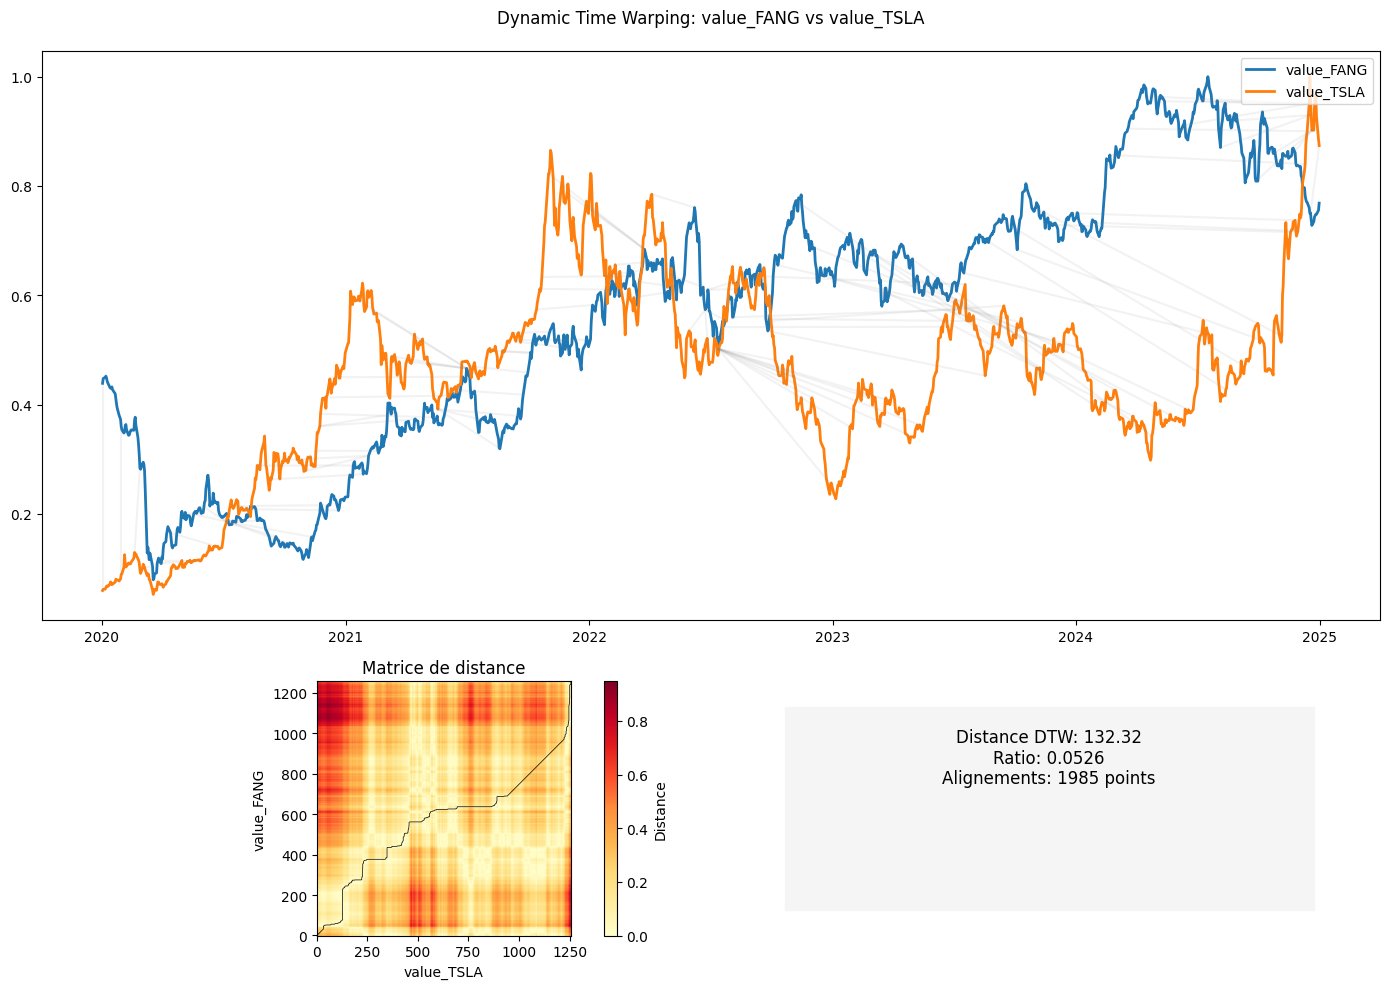 Dynamic Time Warping: value_FANG vs value_TSLA
value_FANG
value_TSLA
1.0
0.8
0.6
0.4
0.2
2020 2021 2022 2023 2024 2025
Matrice de distance
1200
1000
800
600
400
200
0
value_FANG
0 250 500 750 1000 1250
value_TSLA
0.8
0.6
0.4
0.2
0.0
Distance
Distance DTW: 132.32
Ratio: 0.0526
Alignements: 1985 points